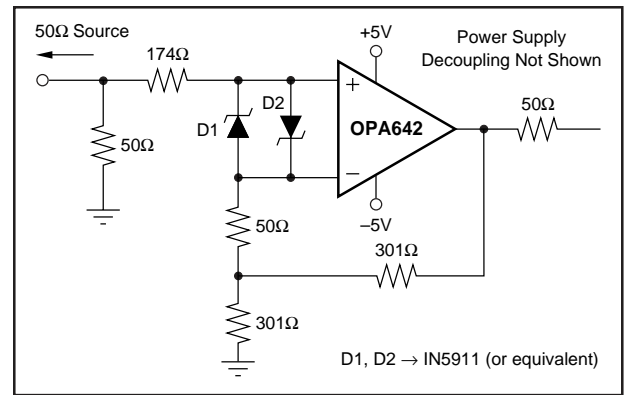 50Ω Source
174Ω
50Ω
D1
D2
+
−
OPA642
+5V
−5V
Power Supply
Decoupling Not Shown
50Ω
50Ω
301Ω
301Ω
D1, D2 → IN5911 (or equivalent)